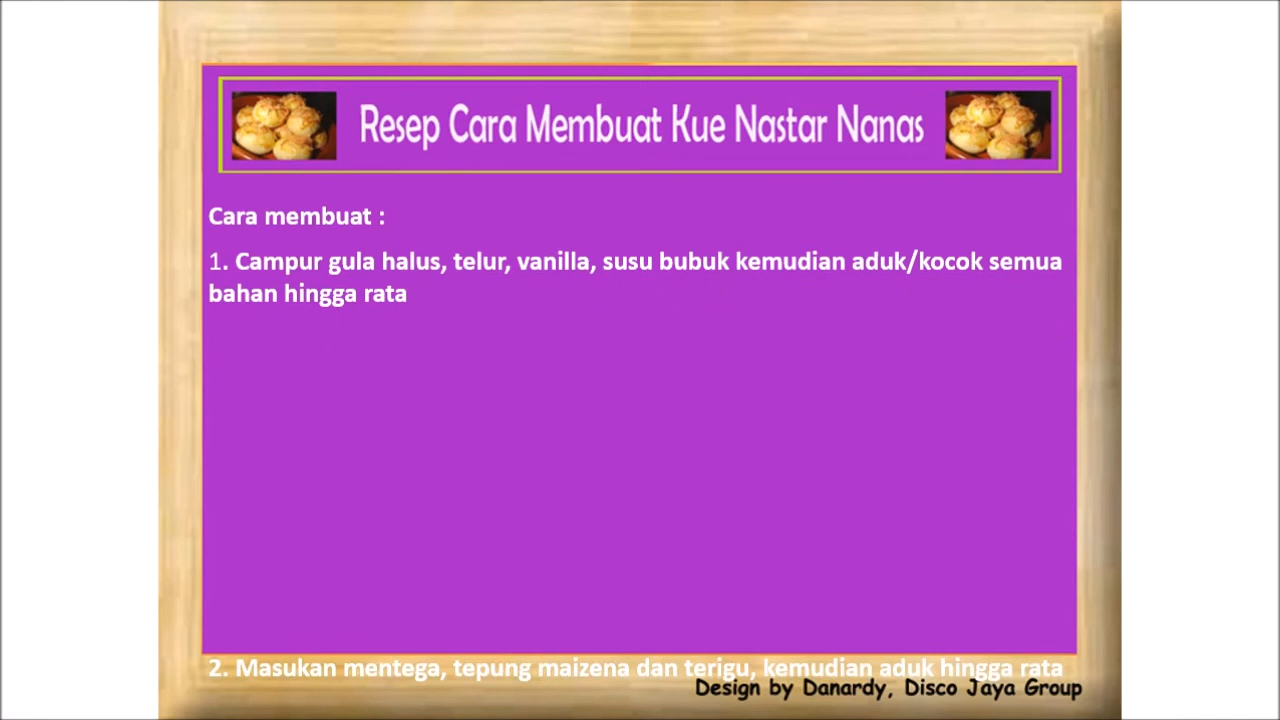 Resep Cara Membuat Kue Nastar Nanas
Cara membuat :
1. Campur gula halus, telur, vanilla, susu bubuk kemudian aduk/kocok semua
bahan hingga rata
2. Masukan mentega, tepung maizena dan terigu, kemudian aduk hingga rata
Design by Danardy, Disco Jaya Group